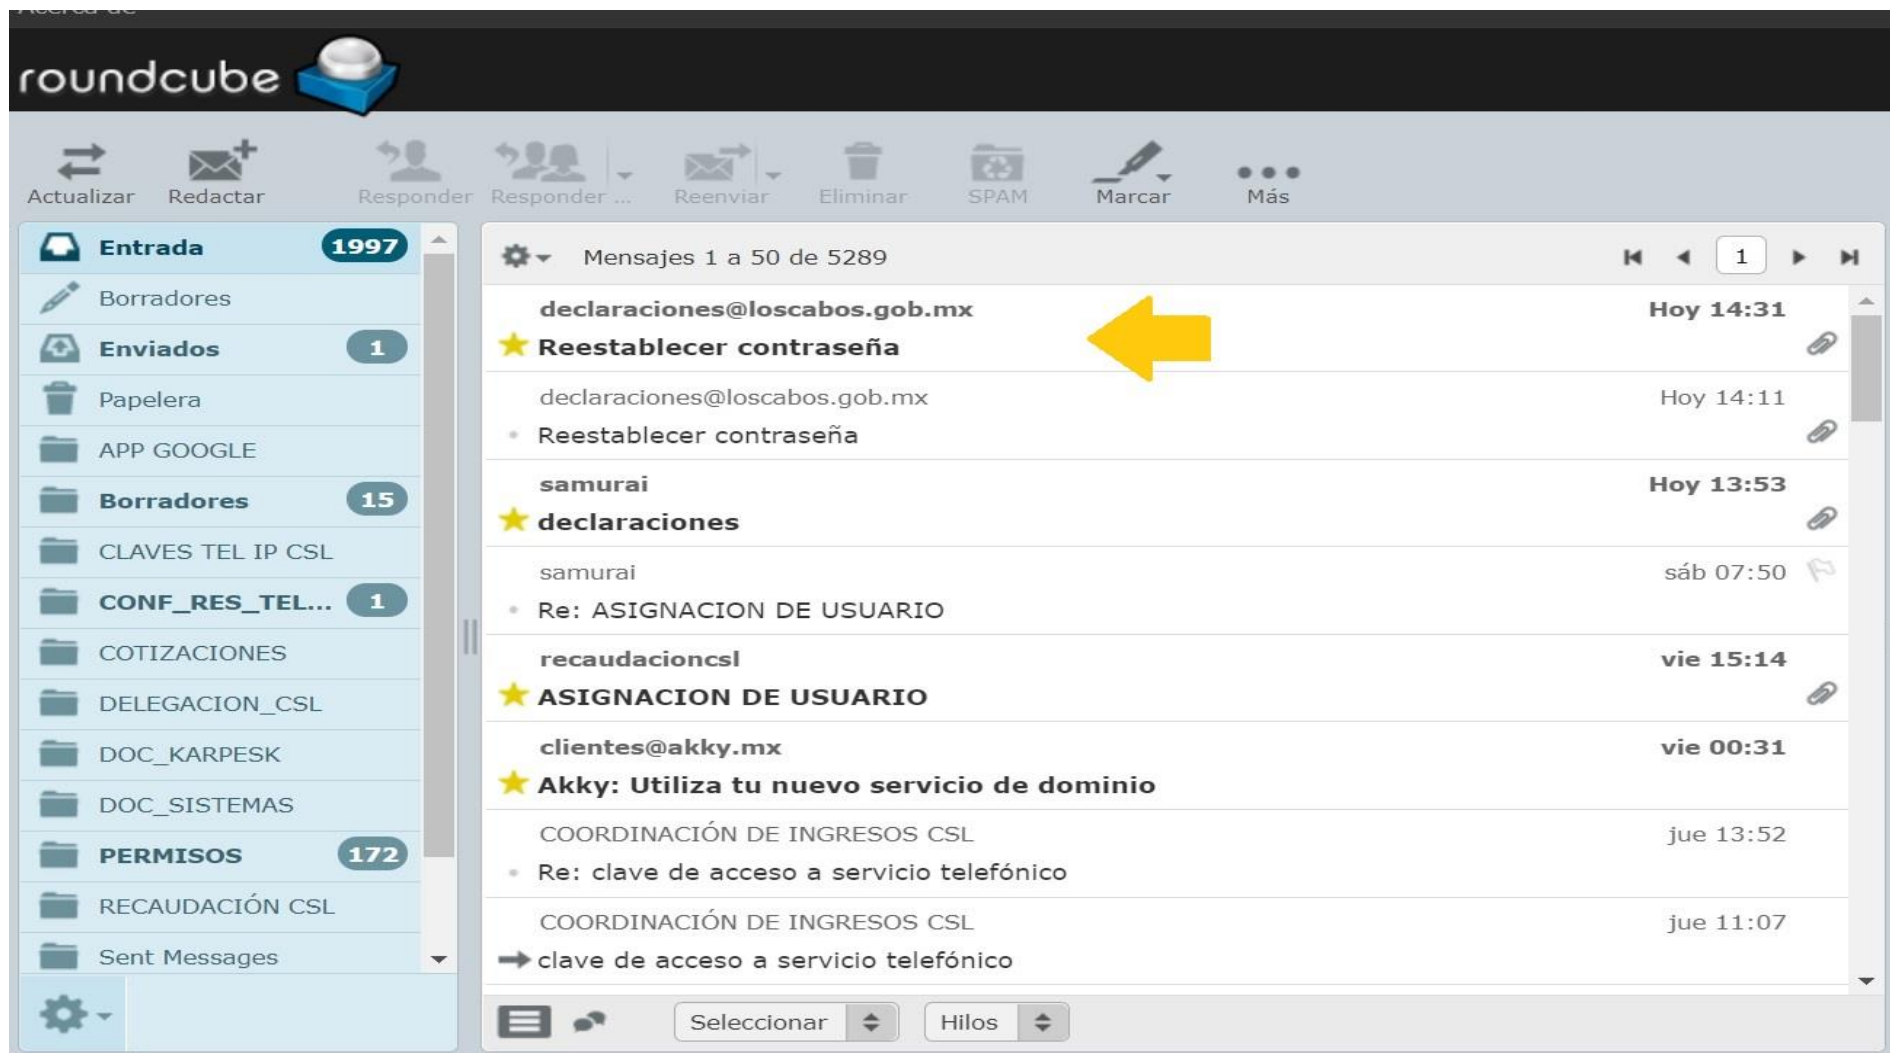 Acerca de
roundcube
Actualizar
Redactar
Responder
Responder ...
Reenviar
Eliminar
SPAM
Marcar
Más
Entrada 1997
Borradores
Enviados 1
Papelera
APP GOOGLE
Borradores 15
CLAVES TEL IP CSL
CONF_RES_TEL... 1
COTIZACIONES
DELEGACION_CSL
DOC_KARPESK
DOC_SISTEMAS
PERMISOS 172
RECAUDACIÓN CSL
Sent Messages
Mensajes 1 a 50 de 5289
1
declaraciones@loscabos.gob.mx Hoy 14:31
Reestablecer contraseña
declaraciones@loscabos.gob.mx Hoy 14:11
Reestablecer contraseña
samurai Hoy 13:53
declaraciones
samurai sáb 07:50
Re: ASIGNACION DE USUARIO
recaudacioncsl vie 15:14
ASIGNACION DE USUARIO
clientes@akky.mx vie 00:31
Akky: Utiliza tu nuevo servicio de dominio
COORDINACIÓN DE INGRESOS CSL jue 13:52
Re: clave de acceso a servicio telefónico
COORDINACIÓN DE INGRESOS CSL jue 11:07
clave de acceso a servicio telefónico
Seleccionar
Hilos